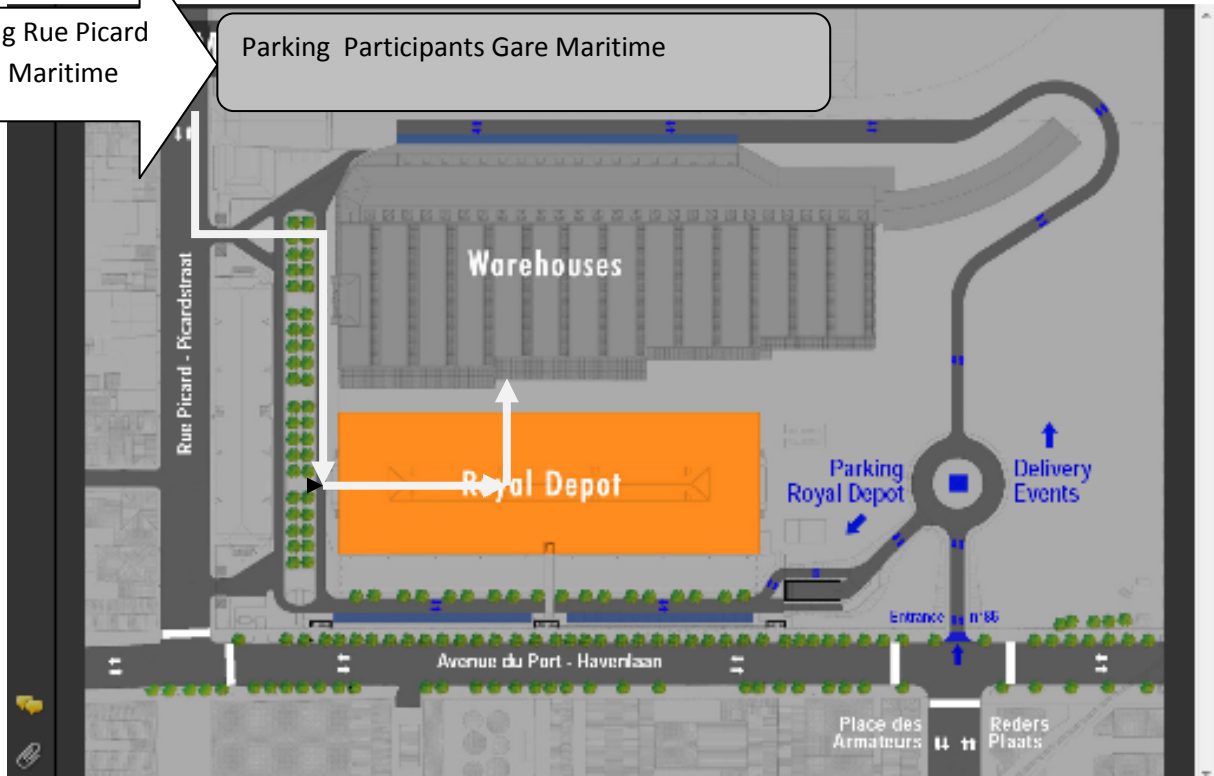 g Rue Picard
Maritime
Parking Participants Gare Maritime
Warehouses
Rue Picard - Picardstraat
Royal Depot
Parking
Royal Depot
Delivery
Events
Entrance n°86
Avenue du Port - Havenlaan
Place des
Armateurs
Reders
Plaats